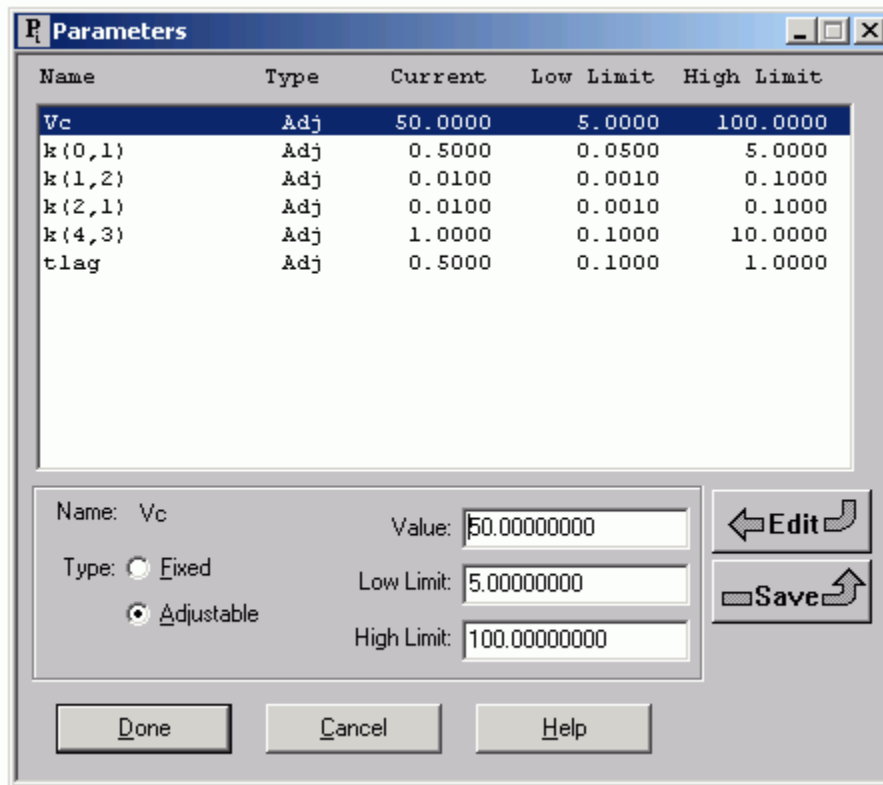 Pi Parameters
Name Type Current Low Limit High Limit
Vc Adj 50.0000 5.0000 100.0000
k(0,1) Adj 0.5000 0.0500 5.0000
k(1,2) Adj 0.0100 0.0010 0.1000
k(2,1) Adj 0.0100 0.0010 0.1000
k(4,3) Adj 1.0000 0.1000 10.0000
tlag Adj 0.5000 0.1000 1.0000
Name: Vc
Type: Fixed
Adjustable
Value: 50.00000000
Low Limit: 5.00000000
High Limit: 100.00000000
Edit
Save
Done Cancel Help